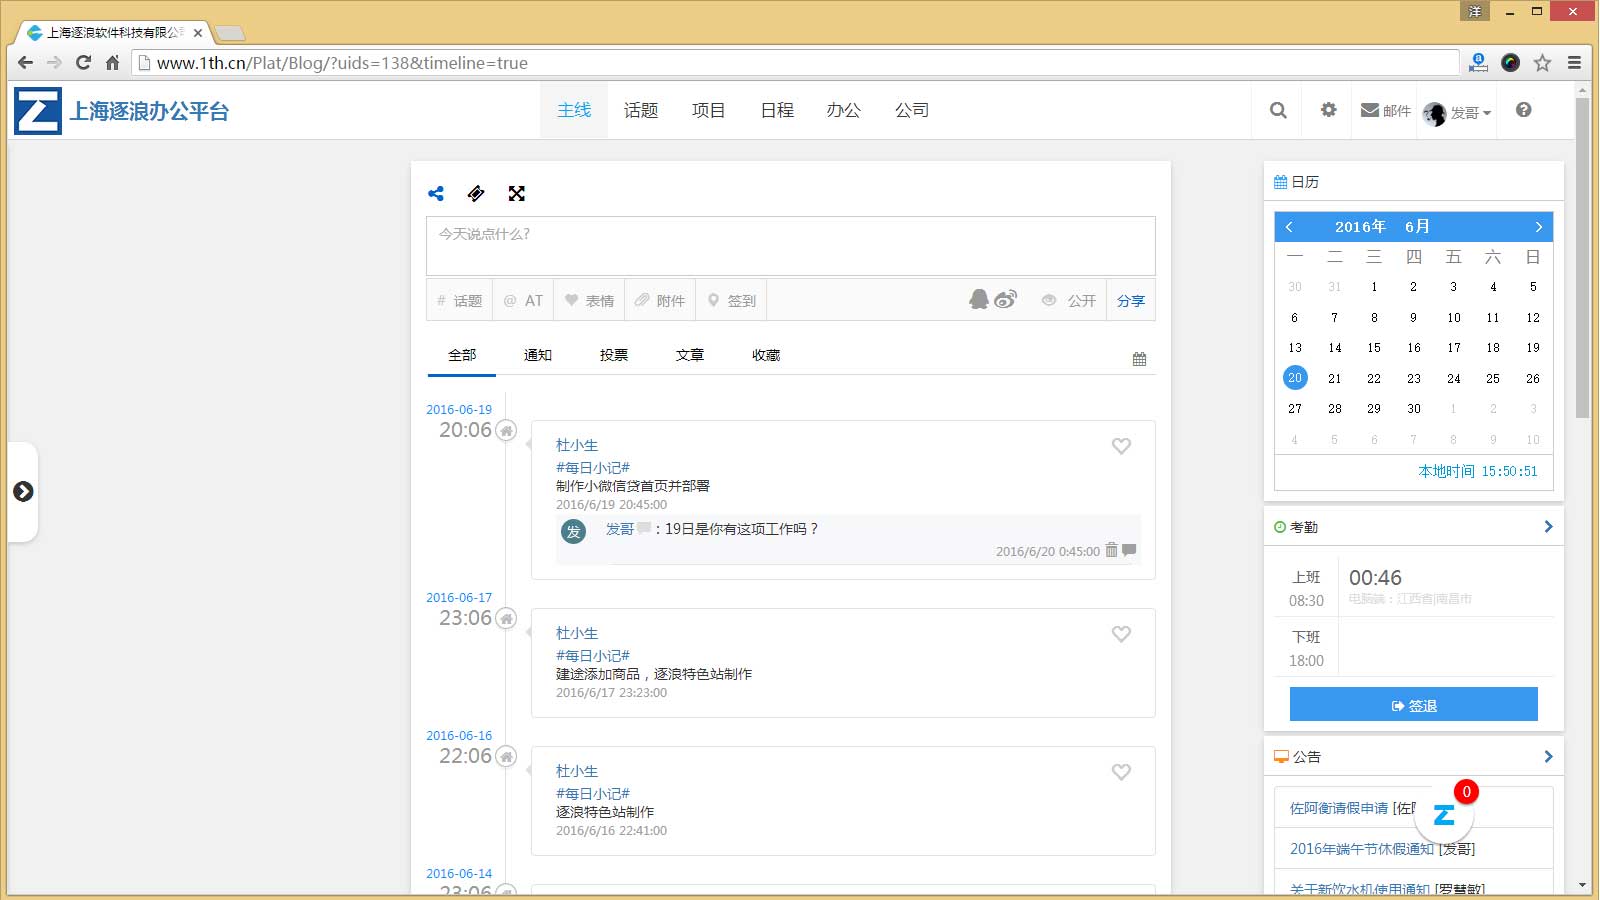 洋
上海逐浪软件科技有限公
www.1th.cn/Plat/Blog/?uids=138&timeline=true
上海逐浪办公平台
主线 话题 项目 日程 办公 公司
邮件 发哥
今天说点什么?
# 话题 @ AT 表情 附件 签到 公开 分享
全部 通知 投票 文章 收藏
2016-06-19
20:06
杜小生
#每日小记#
制作小微信贷首页并部署
2016/6/19 20:45:00
发 发哥：19日是你有这项工作吗？
2016/6/20 0:45:00
2016-06-17
23:06
杜小生
#每日小记#
建途添加商品，逐浪特色站制作
2016/6/17 23:23:00
2016-06-16
22:06
杜小生
#每日小记#
逐浪特色站制作
2016/6/16 22:41:00
2016-06-14
23:06
日历
2016年 6月
一 二 三 四 五 六 日
30 31 1 2 3 4 5
6 7 8 9 10 11 12
13 14 15 16 17 18 19
20 21 22 23 24 25 26
27 28 29 30 1 2 3
4 5 6 7 8 9 10
本地时间 15:50:51
考勤
上班 00:46
08:30 电脑端：江西省|南昌市
下班
18:00
签退
公告
0
佐阿衡请假申请 [佐阿
2016年端午节休假通知 [发哥]
关于新饮水机使用通知 [罗慧敏]